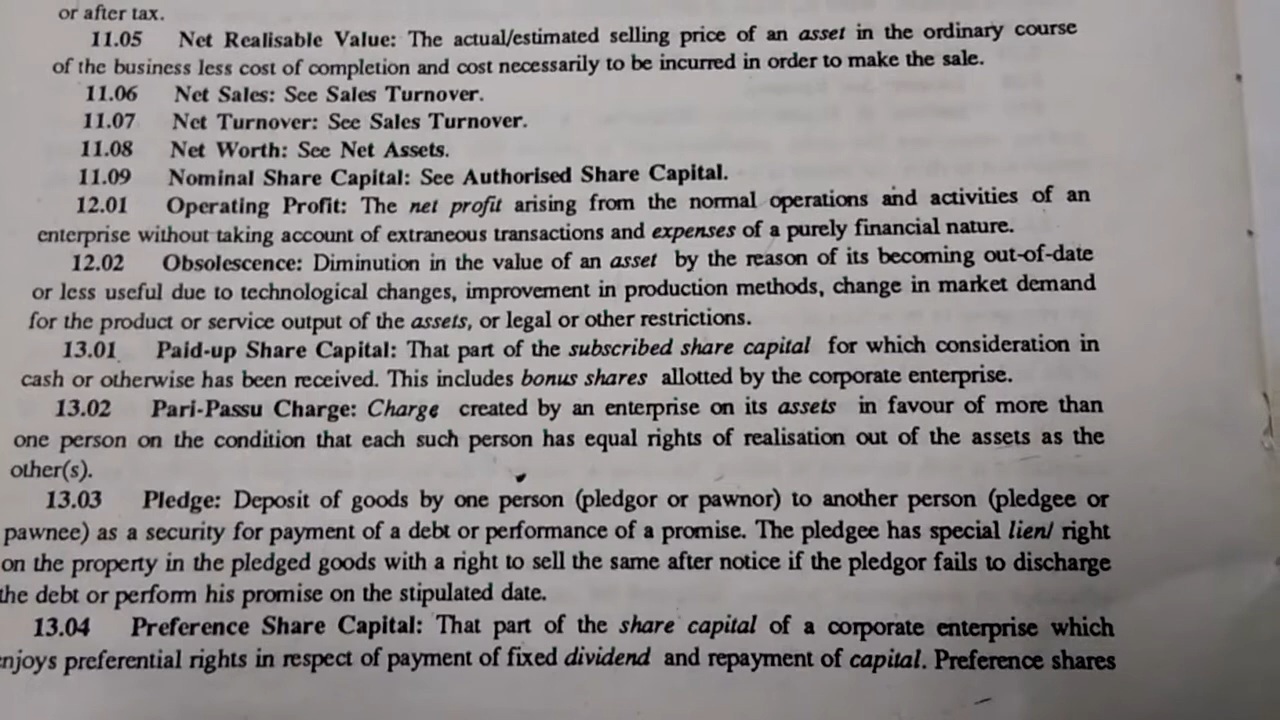 or after tax.
11.05 Net Realisable Value: The actual/estimated selling price of an asset in the ordinary course
of the business less cost of completion and cost necessarily to be incurred in order to make the sale.
11.06 Net Sales: See Sales Turnover.
11.07 Net Turnover: See Sales Turnover.
11.08 Net Worth: See Net Assets.
11.09 Nominal Share Capital: See Authorised Share Capital.
12.01 Operating Profit: The net profit arising from the normal operations and activities of an
enterprise without taking account of extraneous transactions and expenses of a purely financial nature.
12.02 Obsolescence: Diminution in the value of an asset by the reason of its becoming out-of-date
or less useful due to technological changes, improvement in production methods, change in market demand
for the product or service output of the assets, or legal or other restrictions.
13.01 Paid-up Share Capital: That part of the subscribed share capital for which consideration in
cash or otherwise has been received. This includes bonus shares allotted by the corporate enterprise.
13.02 Pari-Passu Charge: Charge created by an enterprise on its assets in favour of more than
one person on the condition that each such person has equal rights of realisation out of the assets as the
other(s).
13.03 Pledge: Deposit of goods by one person (pledgor or pawnor) to another person (pledgee or
pawnee) as a security for payment of a debt or performance of a promise. The pledgee has special lien/ right
on the property in the pledged goods with a right to sell the same after notice if the pledgor fails to discharge
the debt or perform his promise on the stipulated date.
13.04 Preference Share Capital: That part of the share capital of a corporate enterprise which
enjoys preferential rights in respect of payment of fixed dividend and repayment of capital. Preference shares